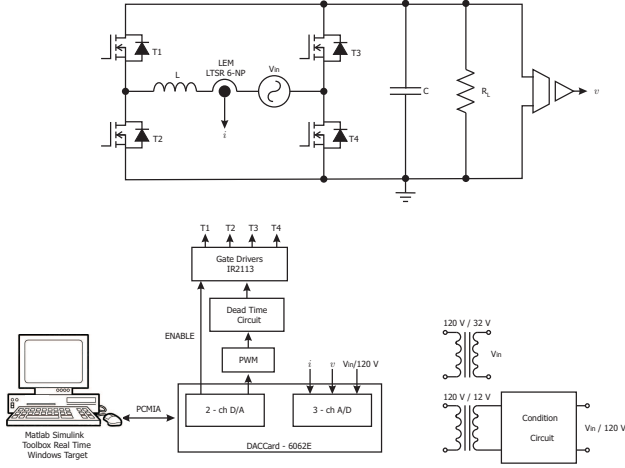 T1
LEM
LTSR 6-NP
Vin
T3
L
C
RL
v
T2
i
T4
T1 T2 T3 T4
Gate Drivers
IR2113
Dead Time
Circuit
ENABLE
PWM
i v Vin/120 V
PCMIA
2 - ch D/A
3 - ch A/D
DACCard - 6062E
Matlab Simulink
Toolbox Real Time
Windows Target
120 V / 32 V
Vin
120 V / 12 V
Condition
Circuit
Vin / 120 V